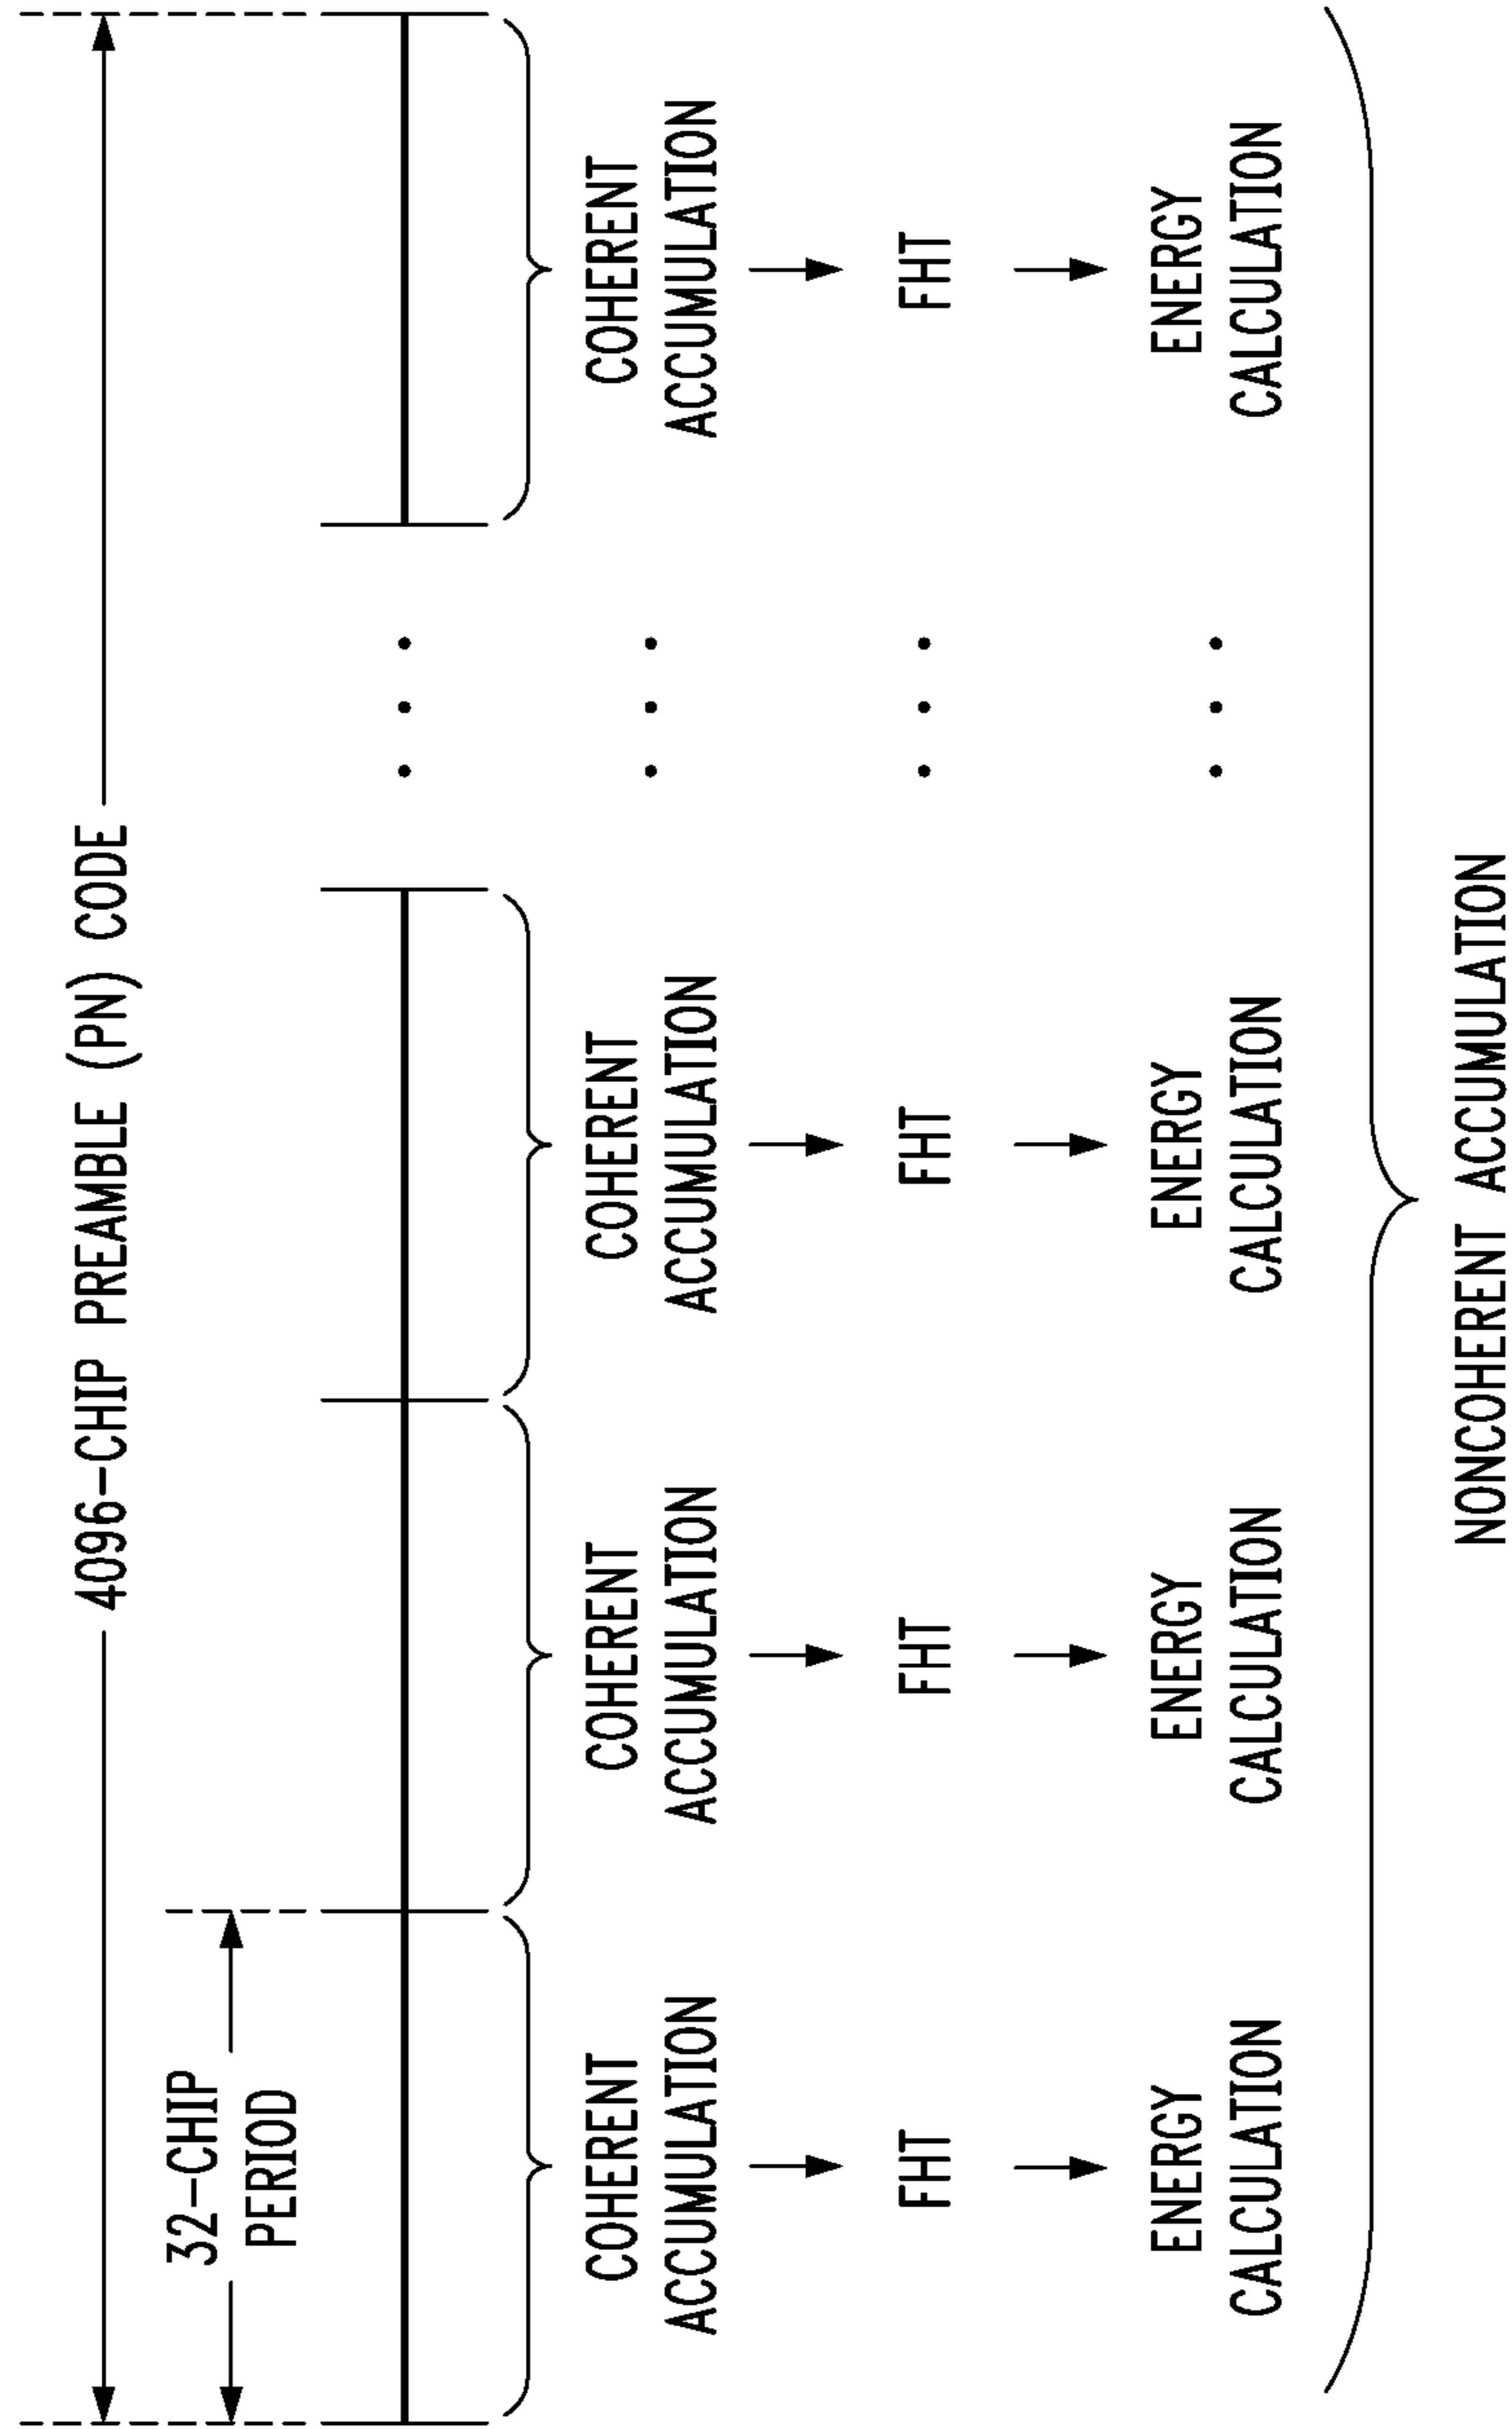 4096-CHIP PREAMBLE (PN) CODE
32-CHIP
PERIOD
COHERENT
ACCUMULATION
COHERENT
ACCUMULATION
COHERENT
ACCUMULATION
COHERENT
ACCUMULATION
FHT
FHT
FHT
FHT
ENERGY
CALCULATION
ENERGY
CALCULATION
ENERGY
CALCULATION
ENERGY
CALCULATION
NONCOHERENT ACCUMULATION